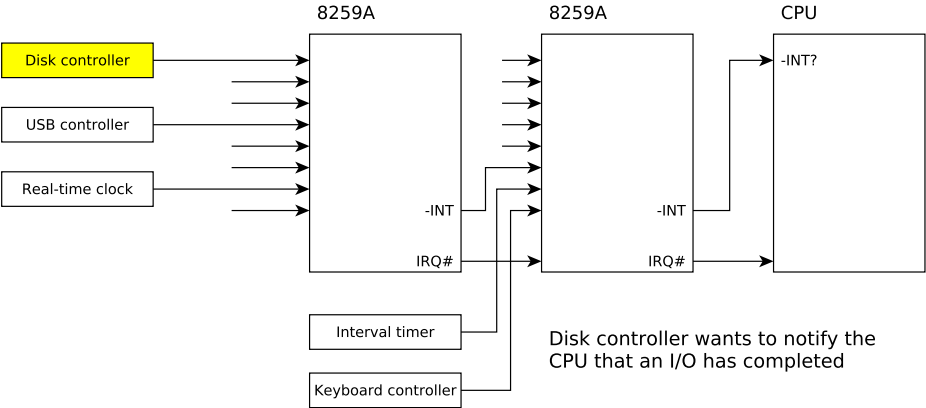 8259A
8259A
CPU
Disk controller
-INT?
USB controller
Real-time clock
-INT
-INT
IRQ#
IRQ#
Interval timer
Disk controller wants to notify the
CPU that an I/O has completed
Keyboard controller